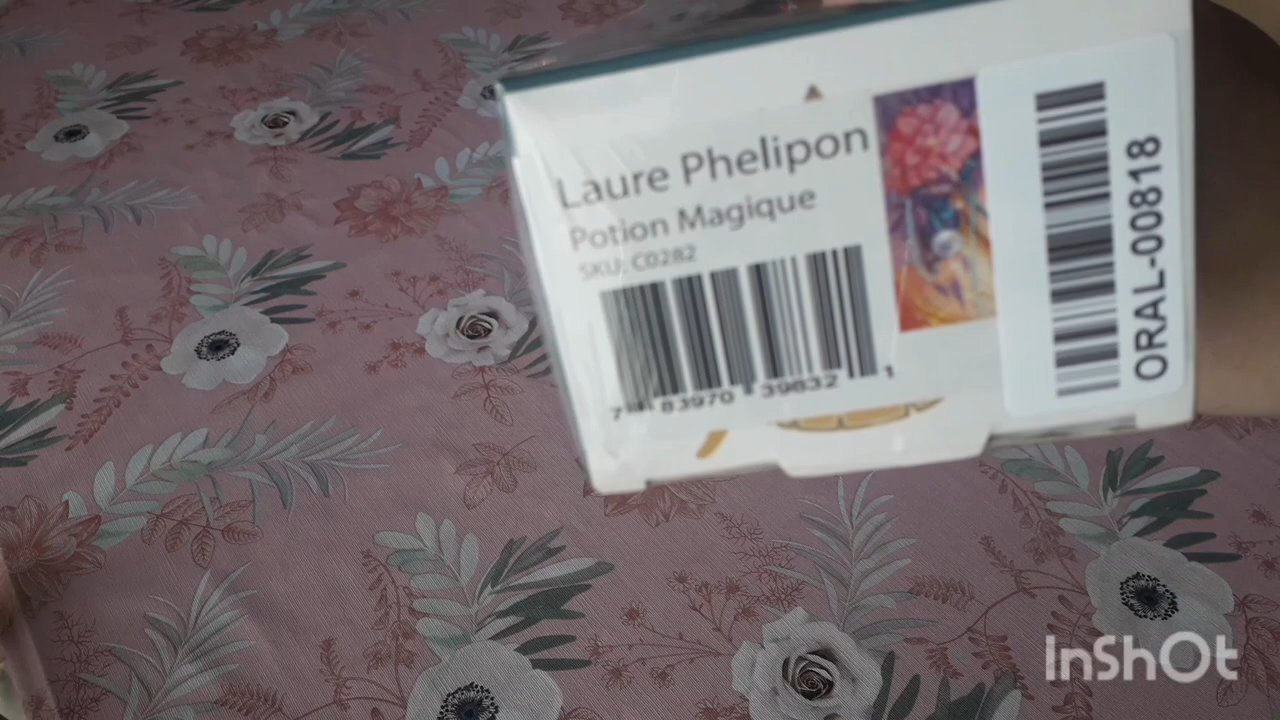 Laure Phelipon
Potion Magique
SKU: C0282
7 83970 39832 1
ORAL-00818
InShOt